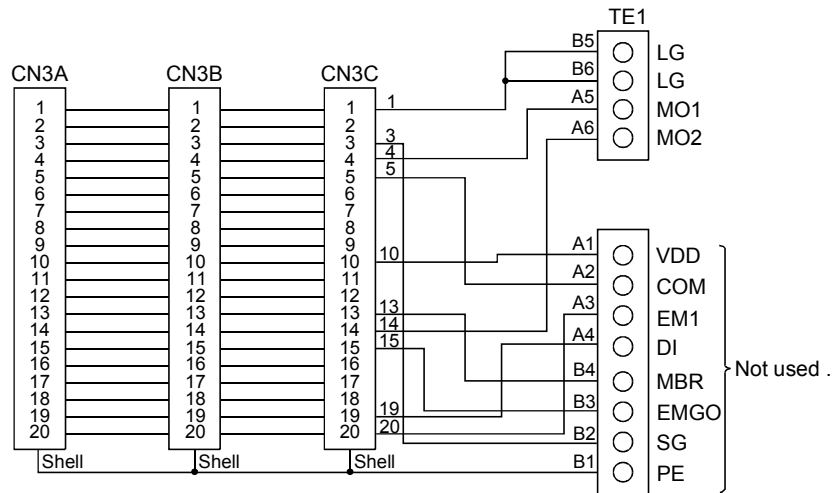 TE1
B5 LG
B6 LG
A5 MO1
A6 MO2
CN3A CN3B CN3C
1 1 1 1
2 2 2
3 3 3 3
4 4 4 4
5 5 5 5
6 6 6
7 7 7
8 8 8
9 9 9
10 10 10 10
11 11 11
12 12 12
13 13 13 13
14 14 14 14
15 15 15 15
16 16 16
17 17 17
18 18 18
19 19 19 19
20 20 20 20
Shell Shell Shell
A1 VDD
A2 COM
A3 EM1
A4 DI
B4 MBR
B3 EMGO
B2 SG
B1 PE
Not used .